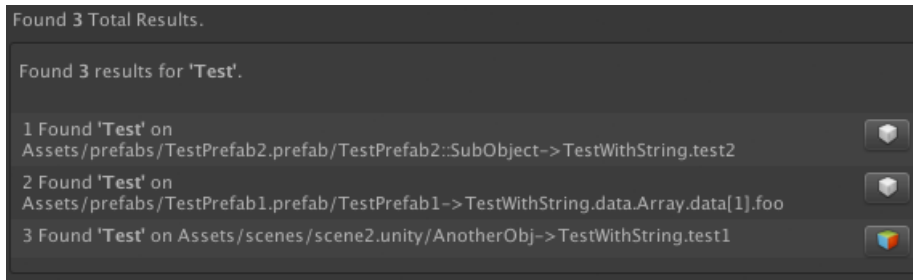 Found 3 Total Results.
Found 3 results for 'Test'.
1 Found 'Test' on
Assets/prefabs/TestPrefab2.prefab/TestPrefab2::SubObject->TestWithString.test2
2 Found 'Test' on
Assets/prefabs/TestPrefab1.prefab/TestPrefab1->TestWithString.data.Array.data[1].foo
3 Found 'Test' on Assets/scenes/scene2.unity/AnotherObj->TestWithString.test1